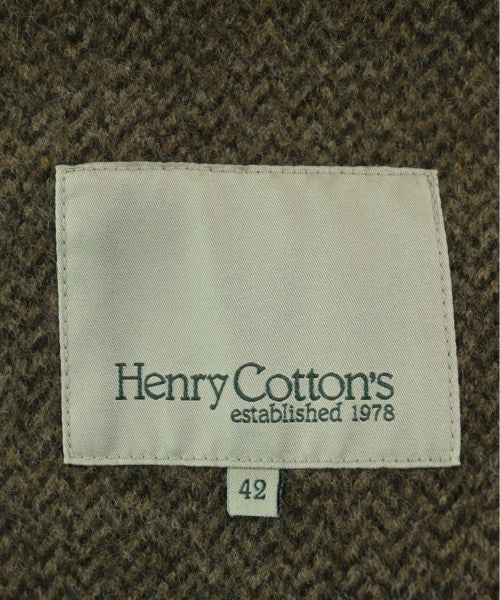 Henry Cotton's
established 1978
42